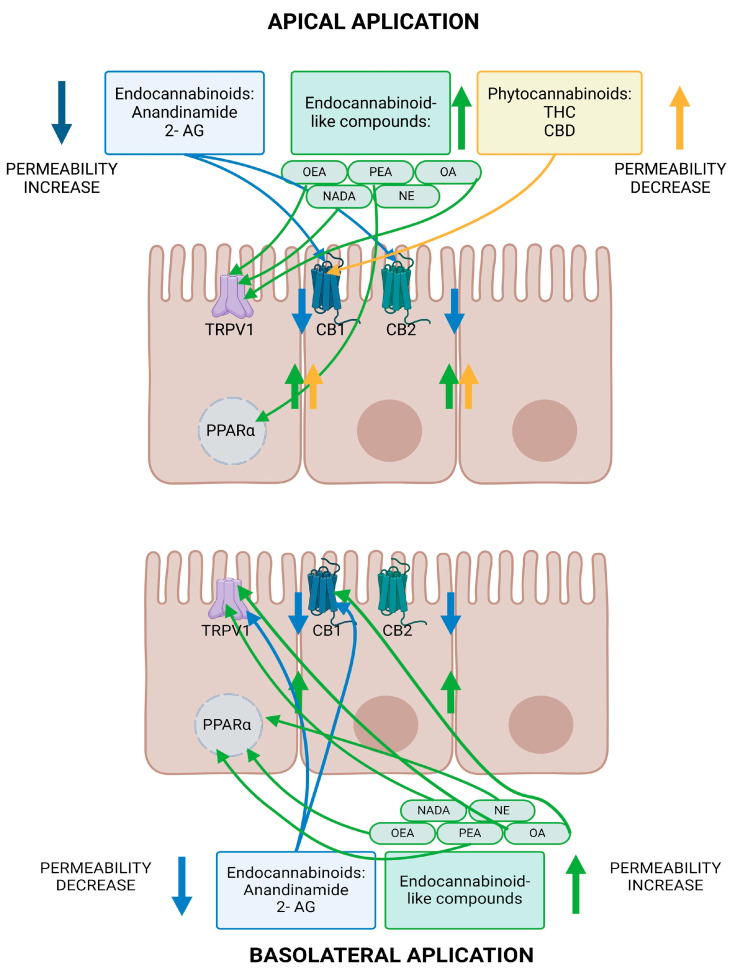 APICAL APLICATION
Endocannabinoids:
Anandinamide
2- AG
Endocannabinoid-
like compounds:
Phytocannabinoids:
THC
CBD
PERMEABILITY
INCREASE
PERMEABILITY
DECREASE
OEA
PEA
OA
NADA
NE
TRPV1
CB1
CB2
PPARα
TRPV1
CB1
CB2
PPARα
NADA
NE
OEA
PEA
OA
PERMEABILITY
DECREASE
Endocannabinoids:
Anandinamide
2- AG
Endocannabinoid-
like compounds
PERMEABILITY
INCREASE
BASOLATERAL APLICATION